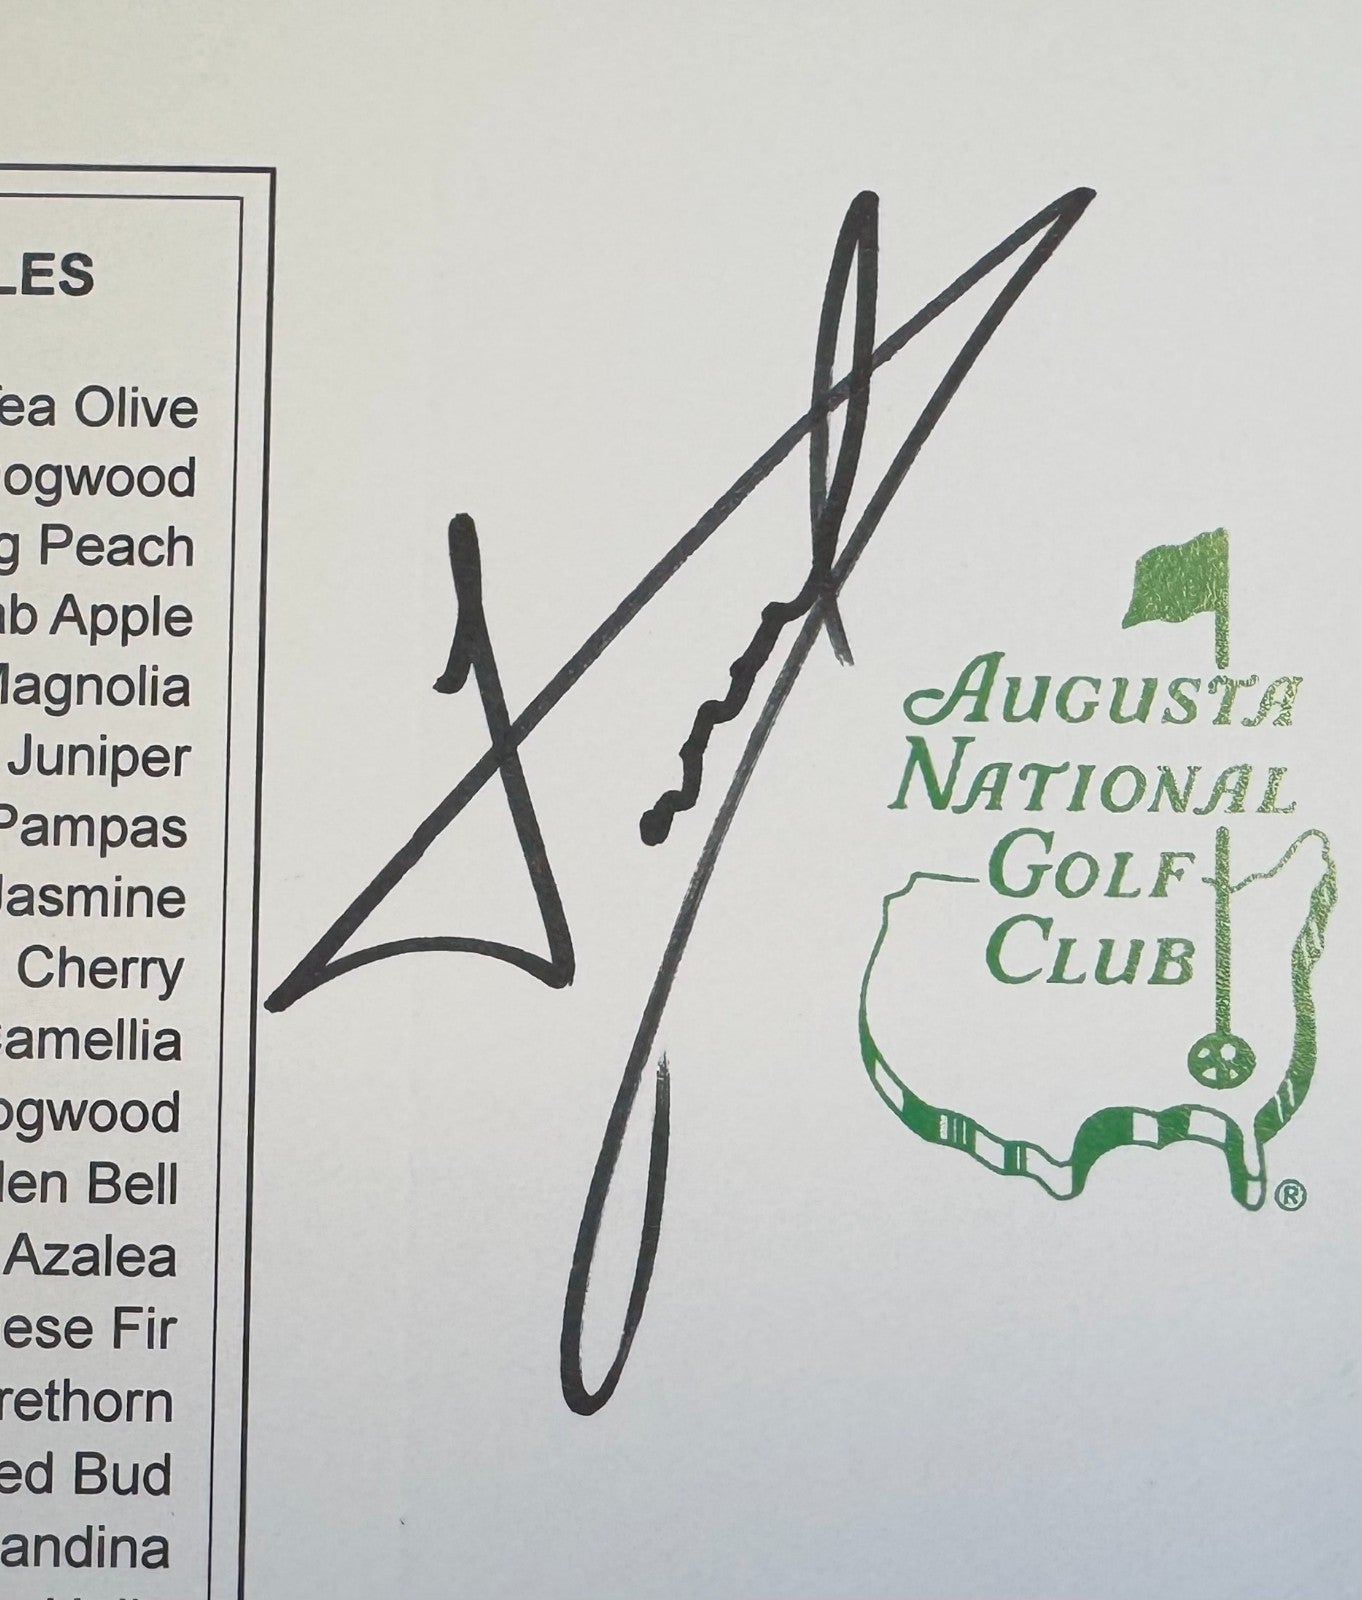 LES
ea Olive
ogwood
g Peach
ab Apple
Magnolia
Juniper
Pampas
Jasmine
Cherry
Camellia
ogwood
den Bell
Azalea
ese Fir
rethorn
ed Bud
andina
AUGUSTA
NATIONAL
GOLF
CLUB
®